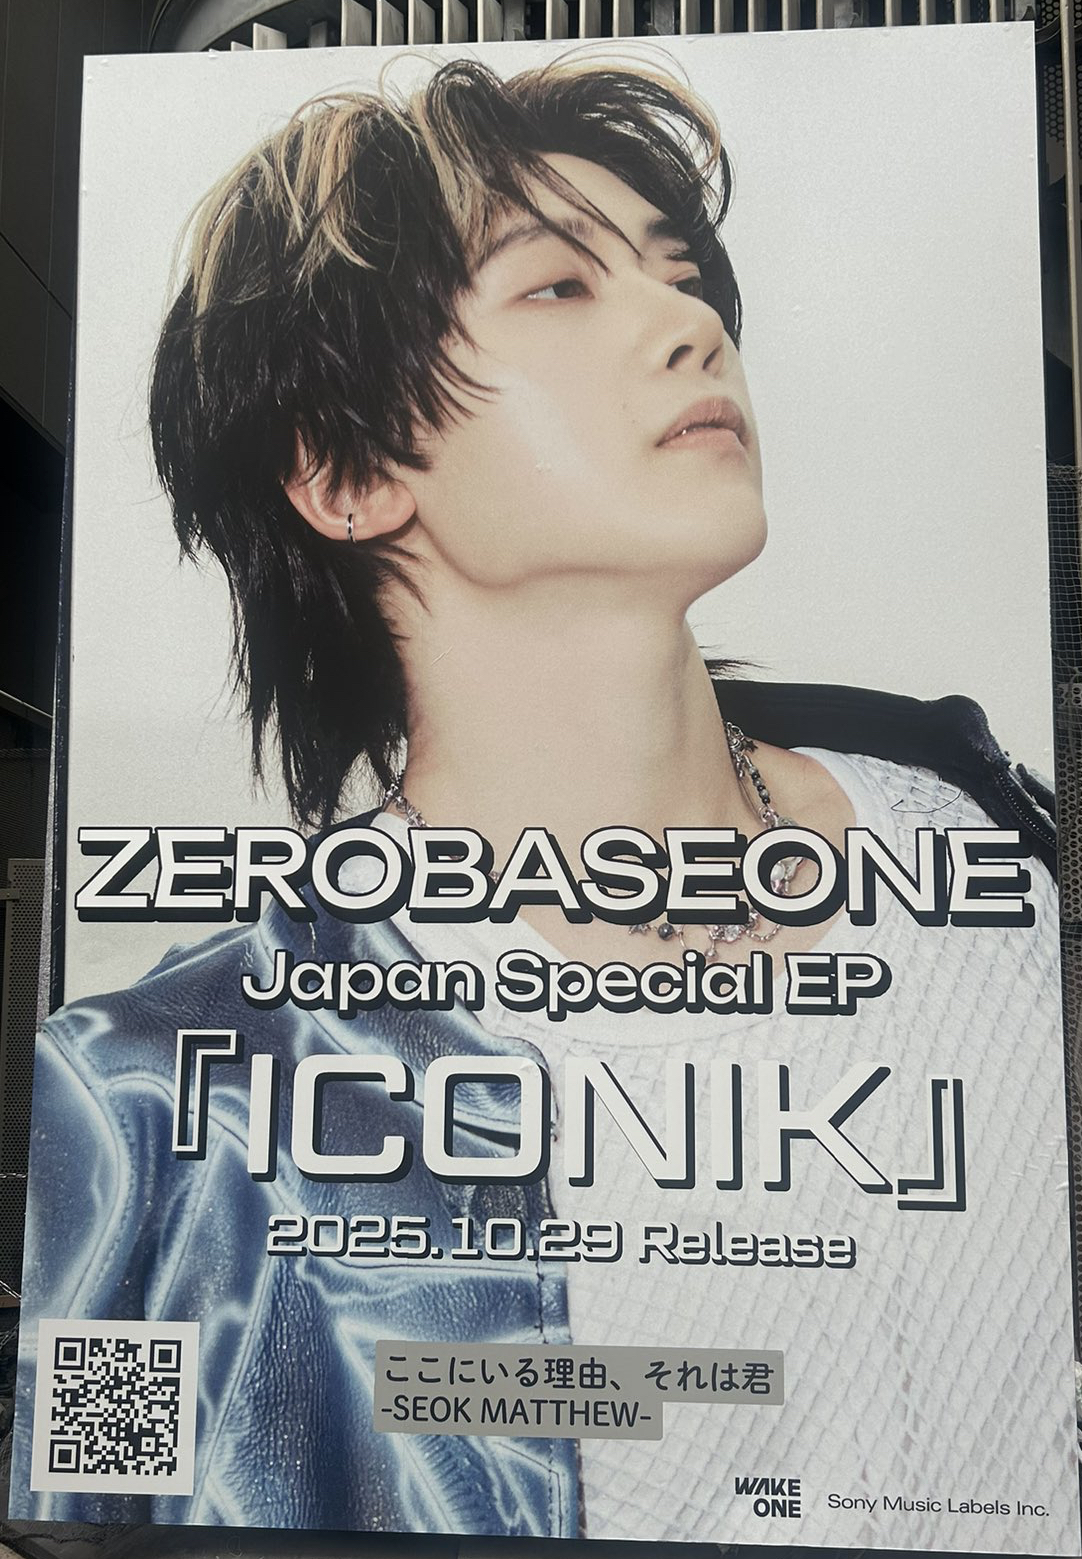 ZEROBASEONE
Japan Special EP
『ICONIK』
2025.10.29 Release
ここにいる理由、それは君
-SEOK MATTHEW-
WAKE
ONE
Sony Music Labels Inc.